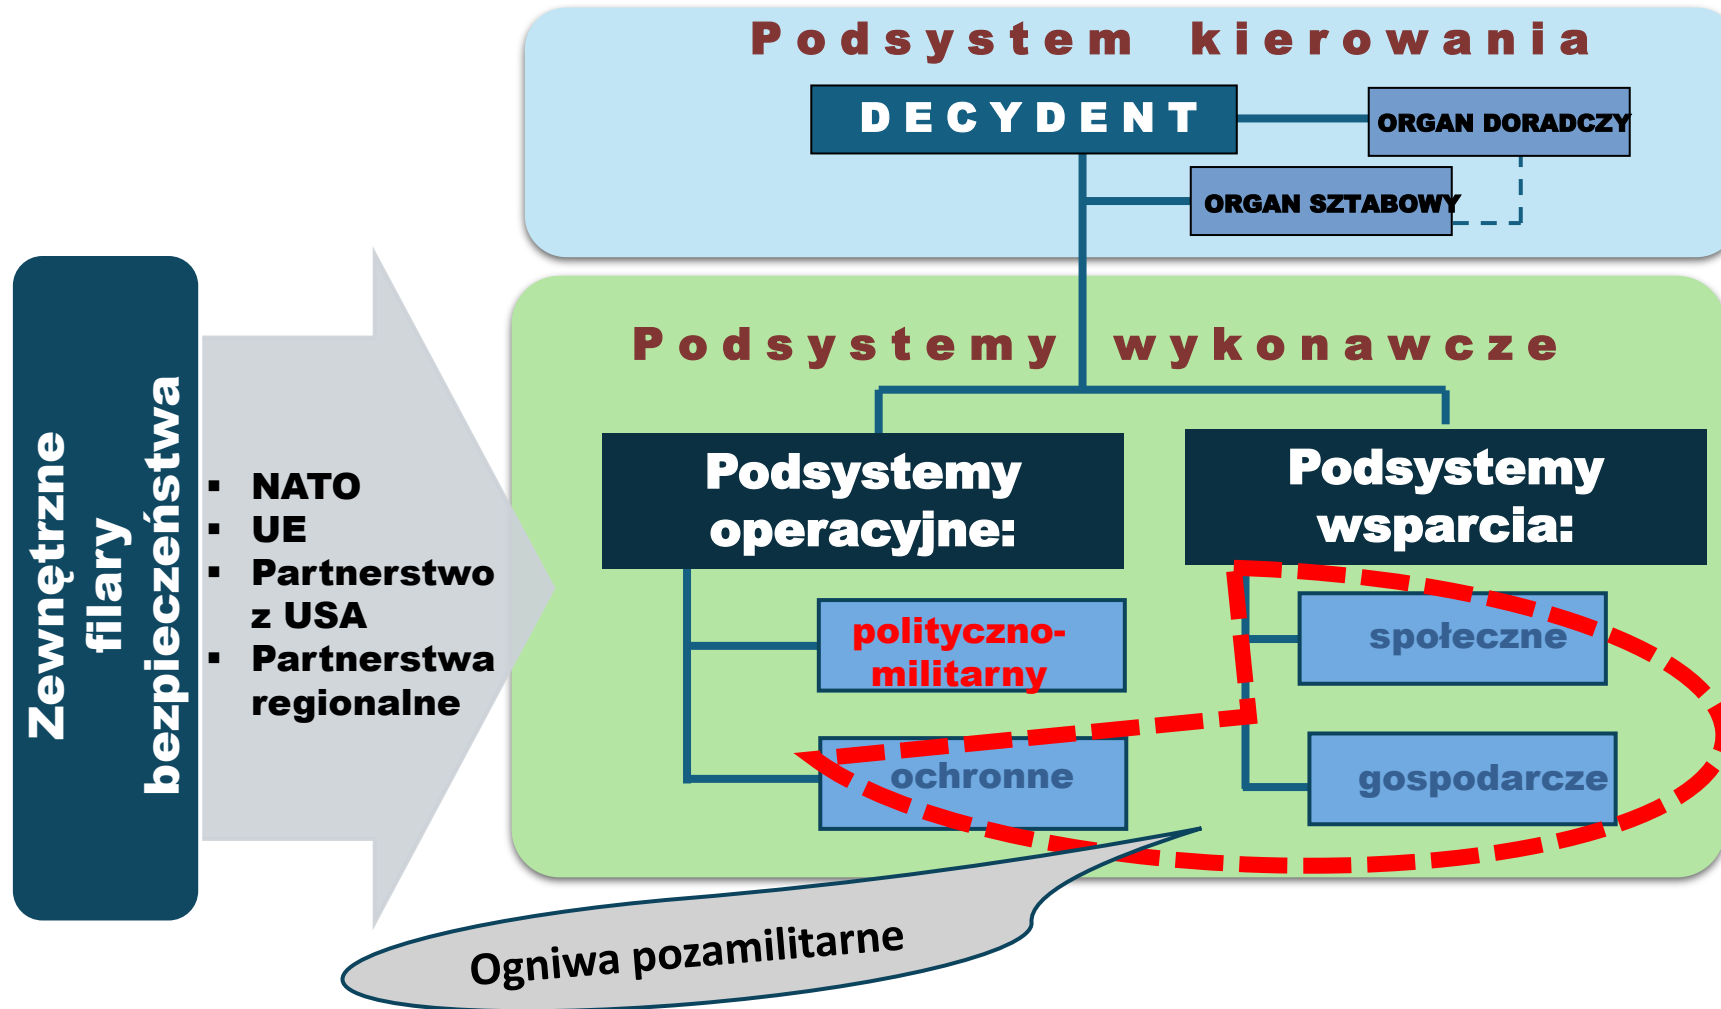 Podsystem kierowania
DECYDENT
ORGAN DORADCZY
ORGAN SZTABOWY
Zewnętrzne
filary
bezpieczeństwa
▪ NATO
▪ UE
▪ Partnerstwo
z USA
▪ Partnerstwa
regionalne
Podsystemy wykonawcze
Podsystemy
operacyjne:
polityczno-
militarny
ochronne
Podsystemy
wsparcia:
społeczne
gospodarcze
Ogniwa pozamilitarne